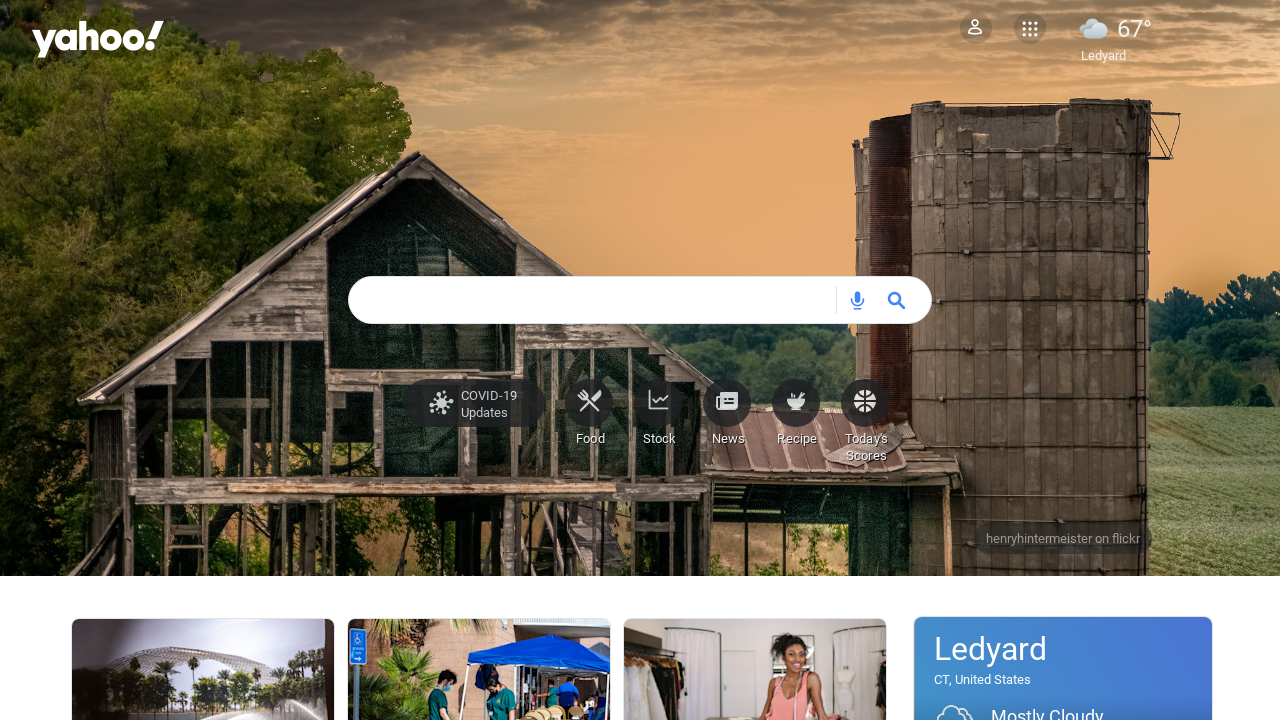 yahoo!
67°
Ledyard
COVID-19
Updates
Food
Stock
News
Recipe
Today's
Scores
henryhintermeister on flickr
Ledyard
CT, United States
Mostly Cloudy